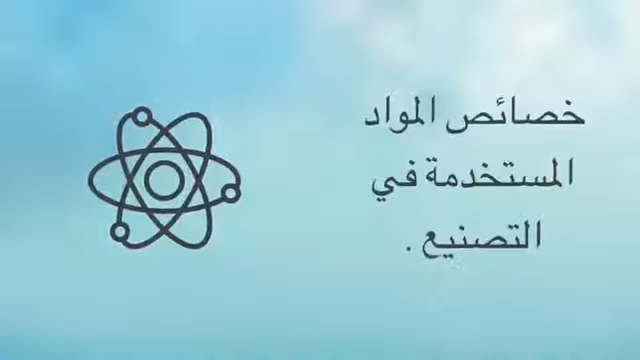 خصائص المواد
المستخدمة في
التصنيع .